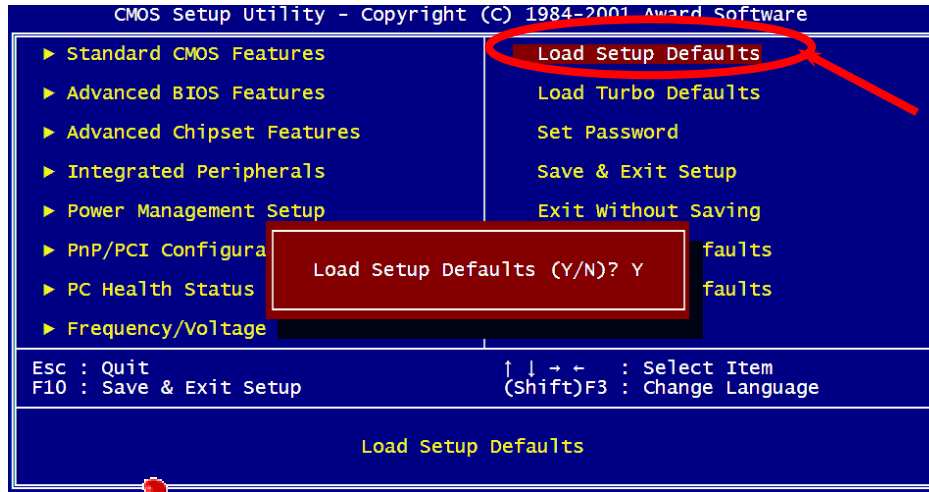 CMOS Setup Utility - Copyright (C) 1984-2001 Award Software
► Standard CMOS Features
► Advanced BIOS Features
► Advanced Chipset Features
► Integrated Peripherals
► Power Management Setup
► PnP/PCI Configura
► PC Health Status
► Frequency/Voltage
Load Setup Defaults
Load Turbo Defaults
Set Password
Save & Exit Setup
Exit Without Saving
faults
faults
Load Setup Defaults (Y/N)? Y
Esc : Quit
F10 : Save & Exit Setup
↑ ↓ → ← : Select Item
(Shift)F3 : Change Language
Load Setup Defaults